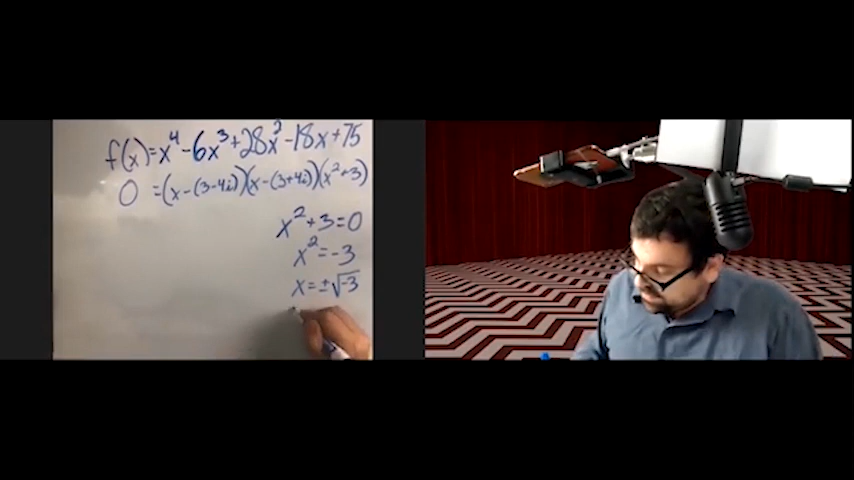 f(x)=x⁴-6x³+28x²-18x+75
0 =(x-(3-4i))(x-(3+4i))(x²+3)
x²+3=0
x²=-3
x=±√-3